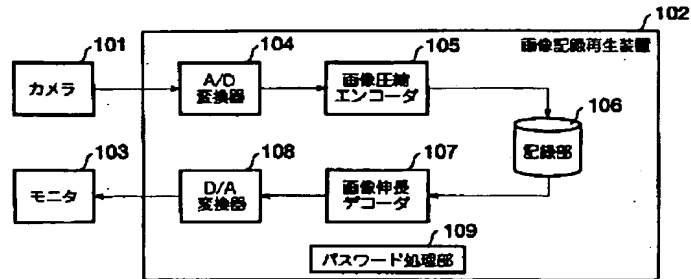 102
101
104
105
画像記録再生装置
カメラ
A/D
変換器
画像圧縮
エンコーダ
106
記録部
103
108
107
モニタ
D/A
変換器
画像伸長
デコーダ
109
パスワード処理部